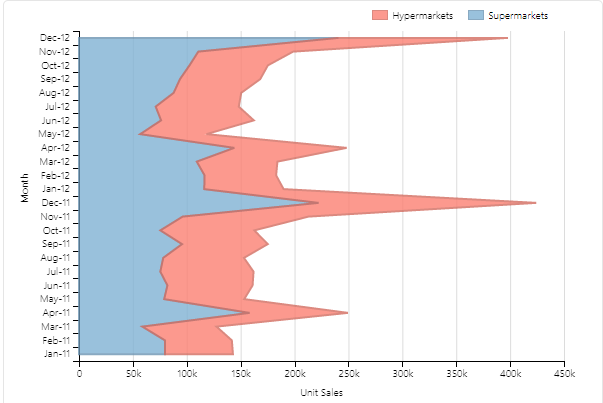 Hypermarkets Supermarkets
Dec-12
Nov-12
Oct-12
Sep-12
Aug-12
Jul-12
Jun-12
May-12
Apr-12
Mar-12
Feb-12
Jan-12
Dec-11
Nov-11
Oct-11
Sep-11
Aug-11
Jul-11
Jun-11
May-11
Apr-11
Mar-11
Feb-11
Jan-11
Month
0 50k 100k 150k 200k 250k 300k 350k 400k 450k
Unit Sales